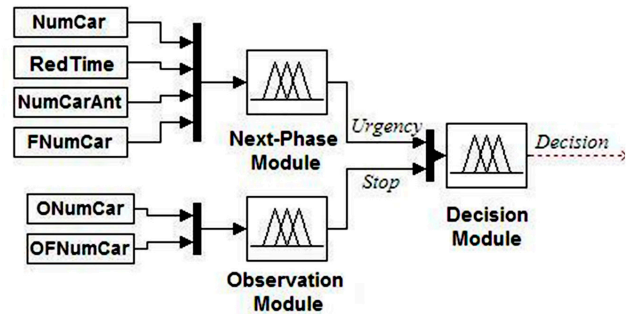 NumCar
RedTime
NumCarAnt
FNumCar
Next-Phase
Module
Urgency
Stop
ONumCar
OFNumCar
Observation
Module
Decision
Decision
Module